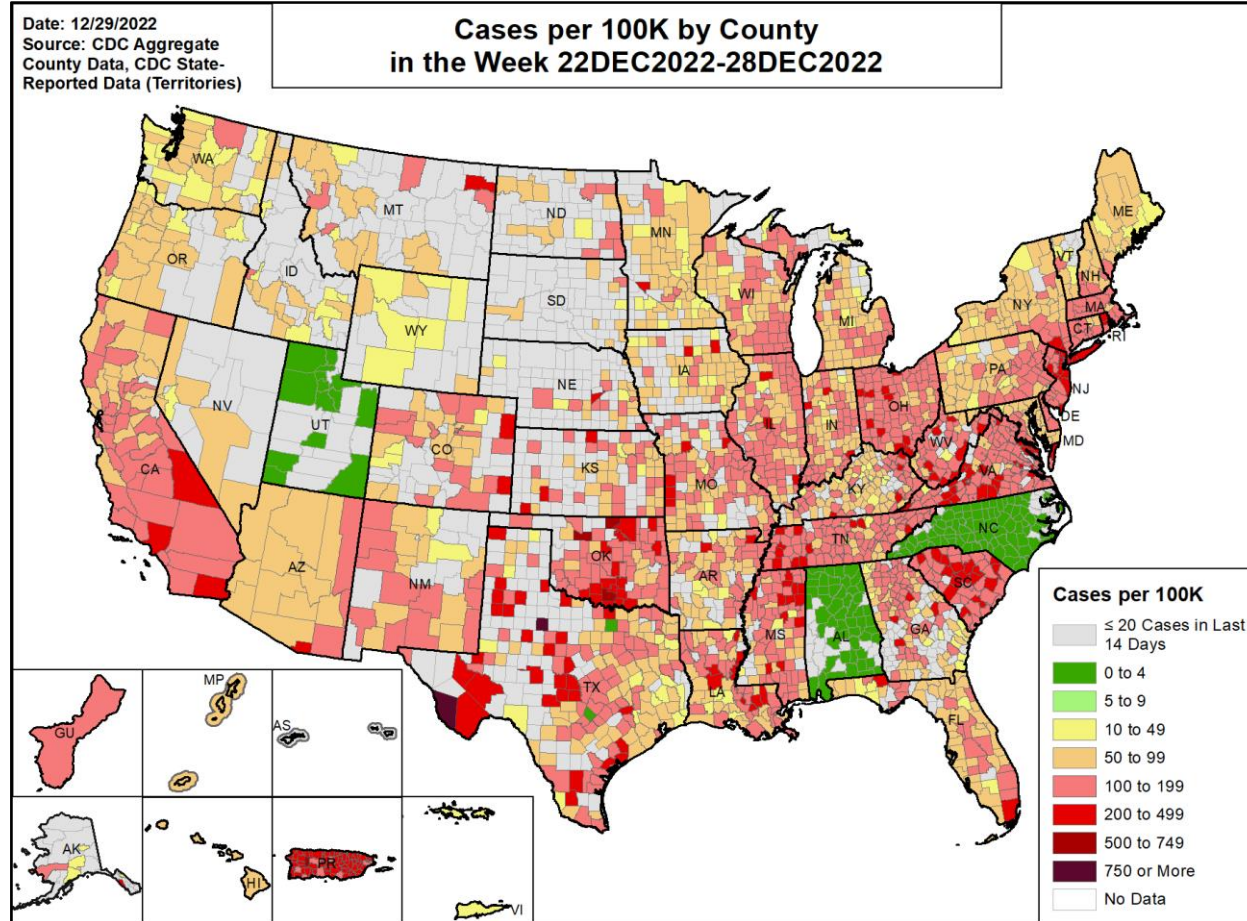 Date: 12/29/2022
Source: CDC Aggregate
County Data, CDC State-
Reported Data (Territories)
Cases per 100K by County
in the Week 22DEC2022-28DEC2022
WA
MT
ND
MN
ME
OR
ID
SD
WI
MI
VT
NH
NY
MA
CT
RI
WY
IA
NE
PA
NJ
NV
UT
CO
IL
IN
OH
DE
MD
WV
VA
CA
KS
MO
KY
NC
AZ
NM
OK
AR
TN
SC
MS
AL
GA
TX
LA
FL
GU
MP
AS
AK
HI
PR
VI
Cases per 100K
≤ 20 Cases in Last
14 Days
0 to 4
5 to 9
10 to 49
50 to 99
100 to 199
200 to 499
500 to 749
750 or More
No Data